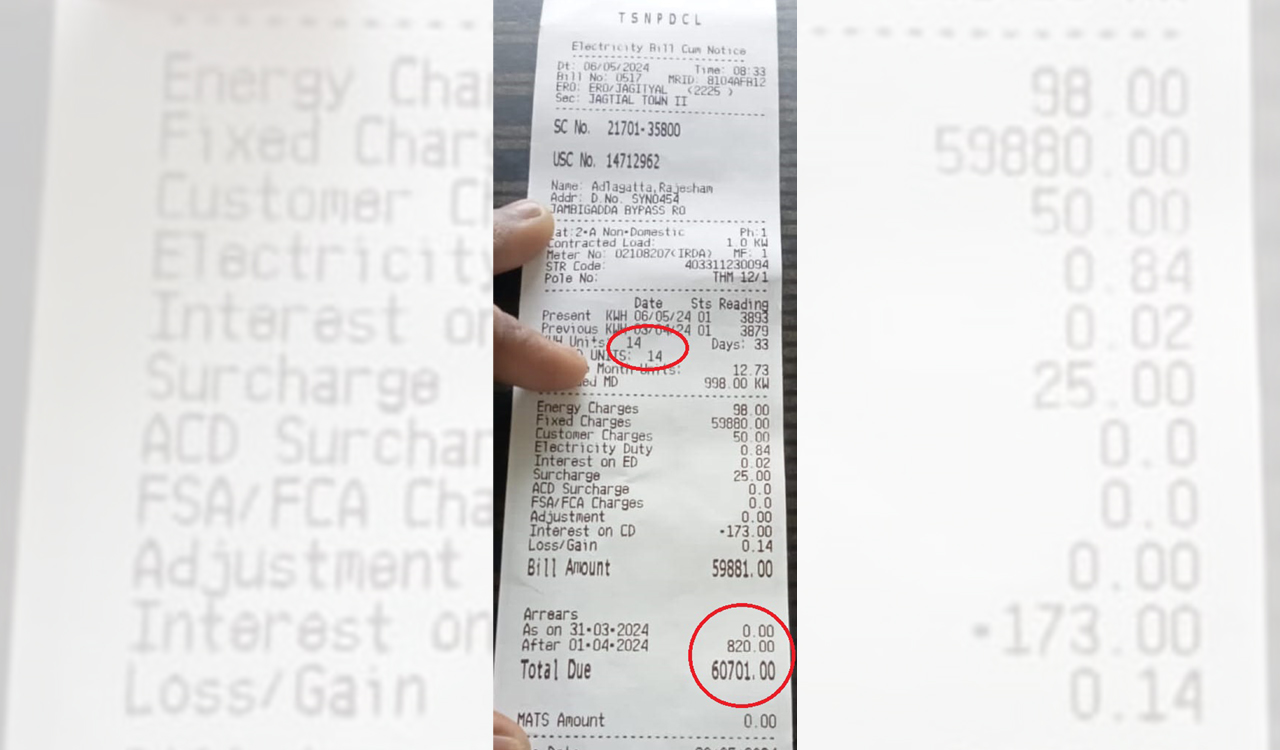 TSNPDCL
Electricity Bill Cum Notice
Dt: 06/05/2024 Time: 08:33
Bill No: 0517 MRID: 8104AFR12
ERO: ERO/JAGITYAL (2225 )
Sec: JAGTIAL TOWN II
SC No. 21701-35800
USC No. 14712962
Name: Adlagatta,Rajesham
Addr: D.No. SYN0454
JAMBIGADDA BYPASS RO
at:2-A Non-Domestic Ph:1
Contracted Load: 1.0 KW
Meter No: 02108207(IRDA) MF: 1
STR Code: 403311230094
Pole No: THM 12/1
Date Sts Reading
Present KWH 06/05/24 01 3893
Previous KWH 03/04/24 01 3879
Units: 14 Days: 33
UNITS: 14
Month Units: 12.73
MD 998.00 KW
Energy Charges 98.00
Fixed Charges 59880.00
Customer Charges 50.00
Electricity Duty 0.84
Interest on ED 0.02
Surcharge 25.00
ACD Surcharge 0.0
FSA/FCA Charges 0.0
Adjustment 0.00
Interest on CD -173.00
Loss/Gain 0.14
Bill Amount 59881.00
Arrears
As on 31-03-2024 0.00
After 01-04-2024 820.00
Total Due 60701.00
MATS Amount 0.00
Energy Cha 98.00
Fixed Charg 59880.00
Customer C 50.00
Electricity 0.84
Interest on 0.02
Surcharge 25.00
ACD Surchar 0.0
FSA/FCA Cha 0.0
Adjustment 0.00
Interest on -173.00
Loss/Gain 0.14